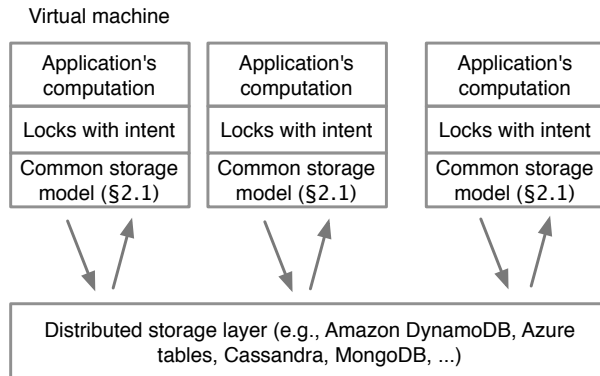 Virtual machine
Application's
computation
Locks with intent
Common storage
model (§2.1)
Application's
computation
Locks with intent
Common storage
model (§2.1)
Application's
computation
Locks with intent
Common storage
model (§2.1)
Distributed storage layer (e.g., Amazon DynamoDB, Azure
tables, Cassandra, MongoDB, ...)